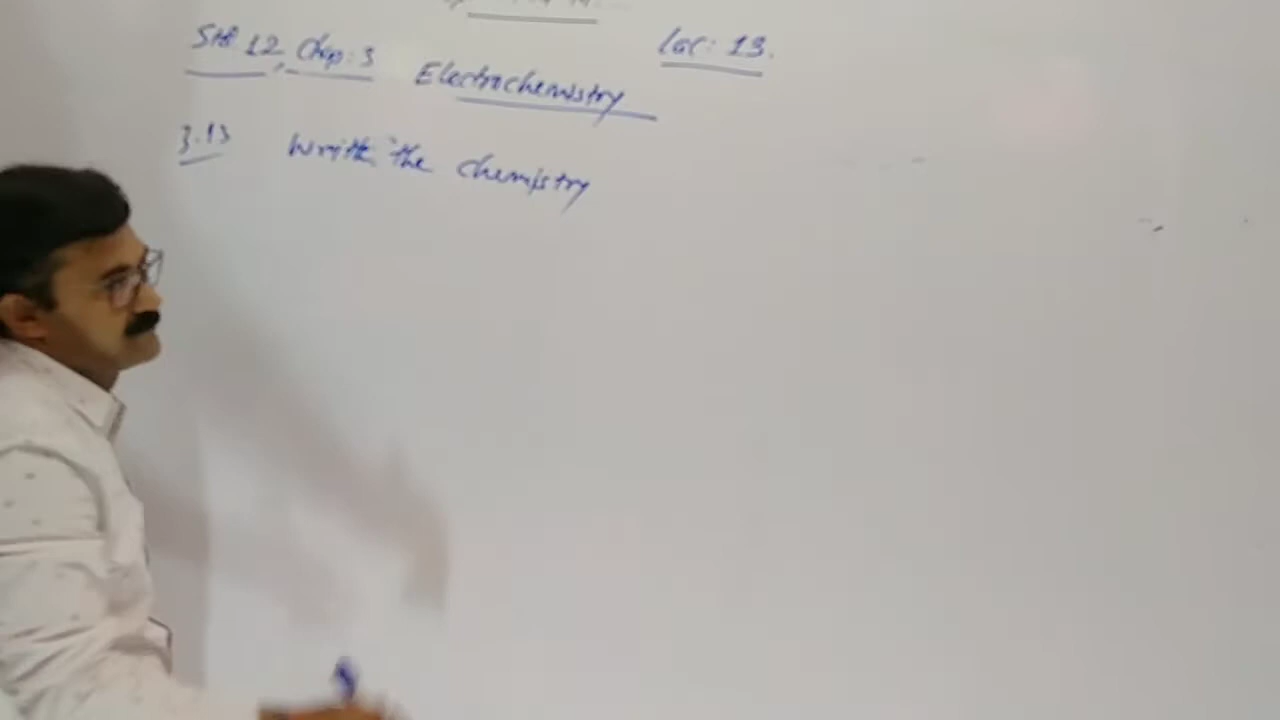 Std 12, Chap: 3 Electrochemistry Lec: 13.
3.13 Write the chemistry